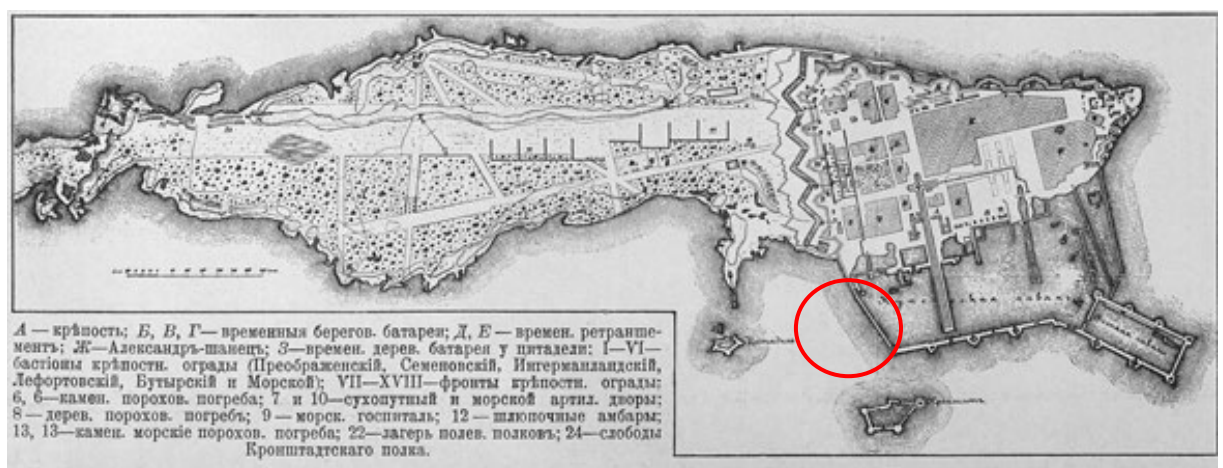 А — крѣпость; Б, В, Г — временныя берегов. батареи; Д, Е — времен. ретранше-
ментъ; Ж—Александръ-шанецъ; З—времен. дерев. батарея у цитадели: I—VI—
бастіоны крѣпостн. ограды (Преображенскій, Семеновскій, Ингерманландскій,
Лефортовскій, Бутырскій и Морской); VII—XVIII—фронты крѣпостн. ограды:
6, 6—камен. порохов. погреба; 7 и 10—сухопутный и морской артил. дворы;
8 — дерев. порохов. погребъ; 9 — морск. госпиталь; 12 — шлюпочные амбары;
13, 13—камен. морскіе порохов. погреба; 22—лагерь полев. полковъ; 24—слободы
Кронштадтскаго полка.